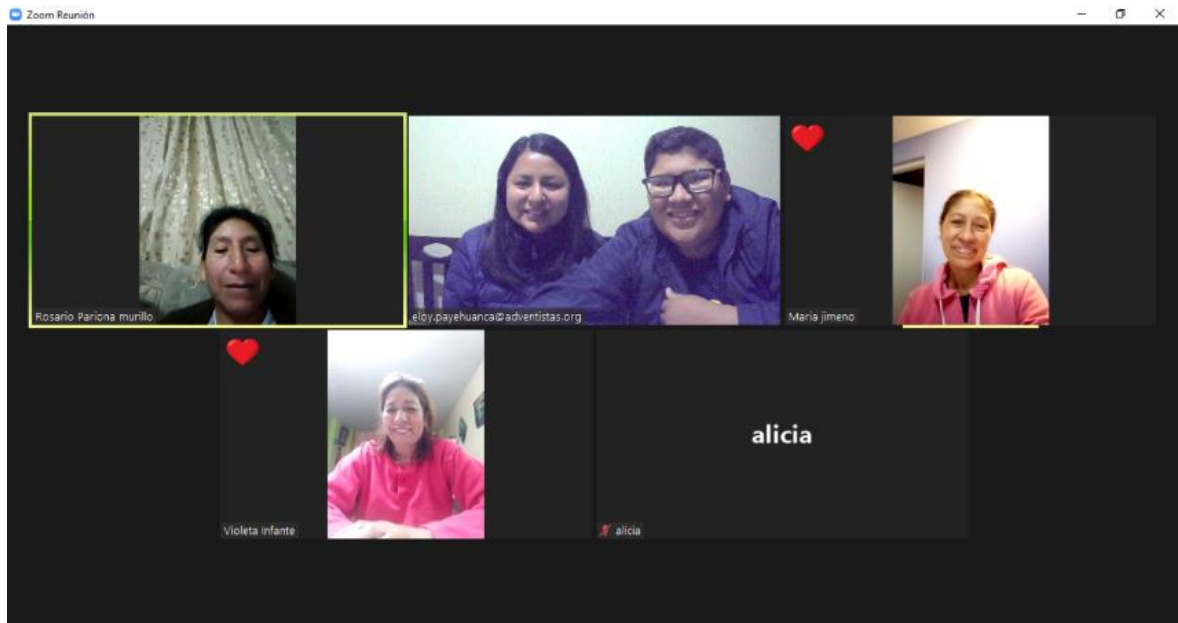 Zoom Reunión
Rosario Pariona murillo
eloy.payehuanca@adventistas.org
Maria jimeno
Violeta Infante
alicia
alicia